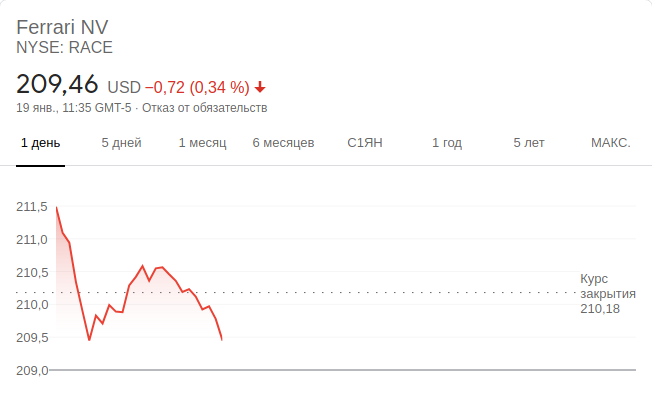 Ferrari NV
NYSE: RACE
209,46 USD −0,72 (0,34 %)
19 янв., 11:35 GMT-5 · Отказ от обязательств
1 день 5 дней 1 месяц 6 месяцев С1ЯН 1 год 5 лет МАКС.
211,5
211,0
210,5
210,0
209,5
209,0
Курс
закрытия
210,18